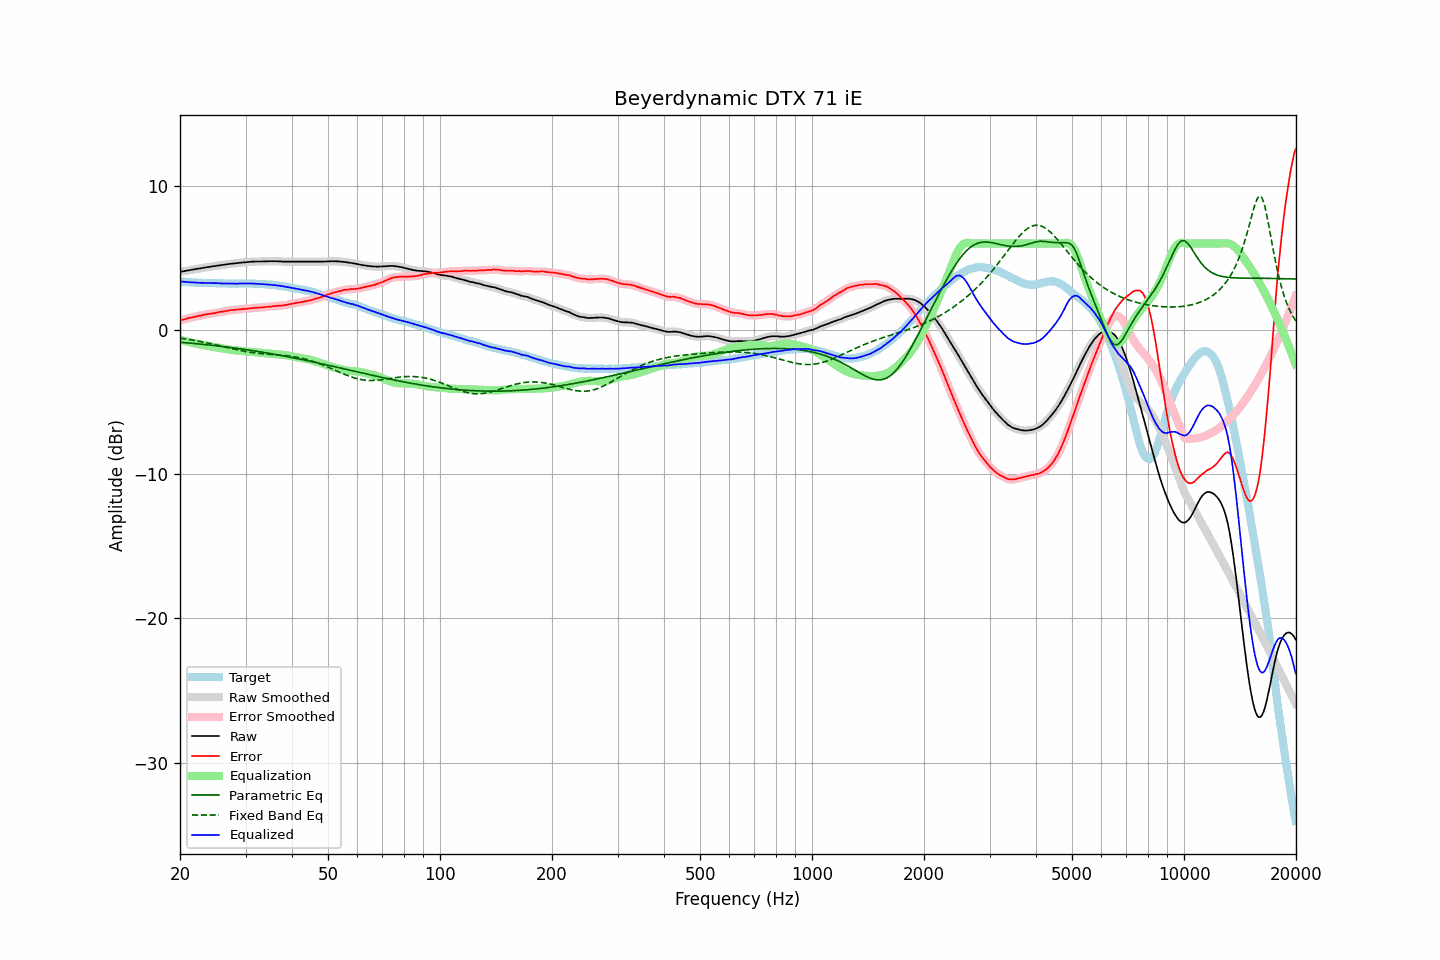 Beyerdynamic DTX 71 iE
Amplitude (dBr)
10
0
−10
−20
−30
Target
Raw Smoothed
Error Smoothed
Raw
Error
Equalization
Parametric Eq
Fixed Band Eq
Equalized
20 50 100 200 500 1000 2000 5000 10000 20000
Frequency (Hz)